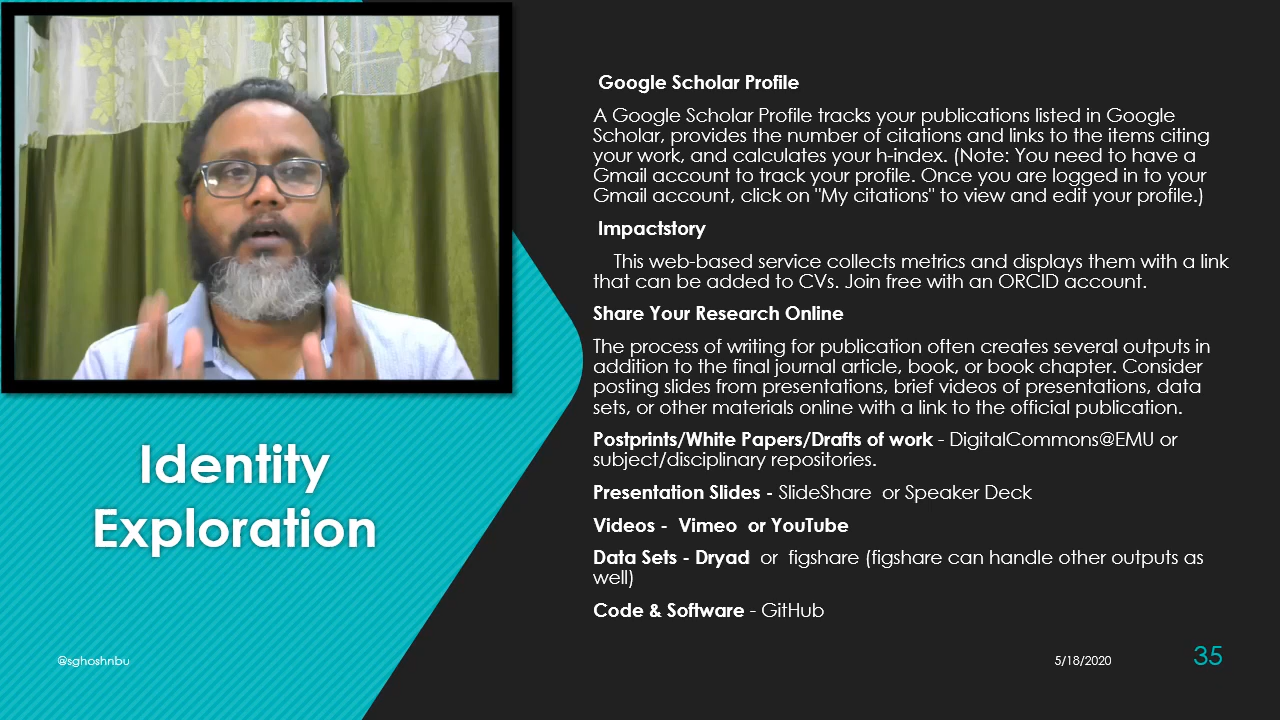 Google Scholar Profile
A Google Scholar Profile tracks your publications listed in Google
Scholar, provides the number of citations and links to the items citing
your work, and calculates your h-index. (Note: You need to have a
Gmail account to track your profile. Once you are logged in to your
Gmail account, click on "My citations" to view and edit your profile.)
Impactstory
This web-based service collects metrics and displays them with a link
that can be added to CVs. Join free with an ORCID account.
Share Your Research Online
The process of writing for publication often creates several outputs in
addition to the final journal article, book, or book chapter. Consider
posting slides from presentations, brief videos of presentations, data
sets, or other materials online with a link to the official publication.
Postprints/White Papers/Drafts of work - DigitalCommons@EMU or
subject/disciplinary repositories.
Presentation Slides - SlideShare or Speaker Deck
Videos - Vimeo or YouTube
Data Sets - Dryad or figshare (figshare can handle other outputs as
well)
Code & Software - GitHub
Identity
Exploration
@sghoshnbu
5/18/2020
35